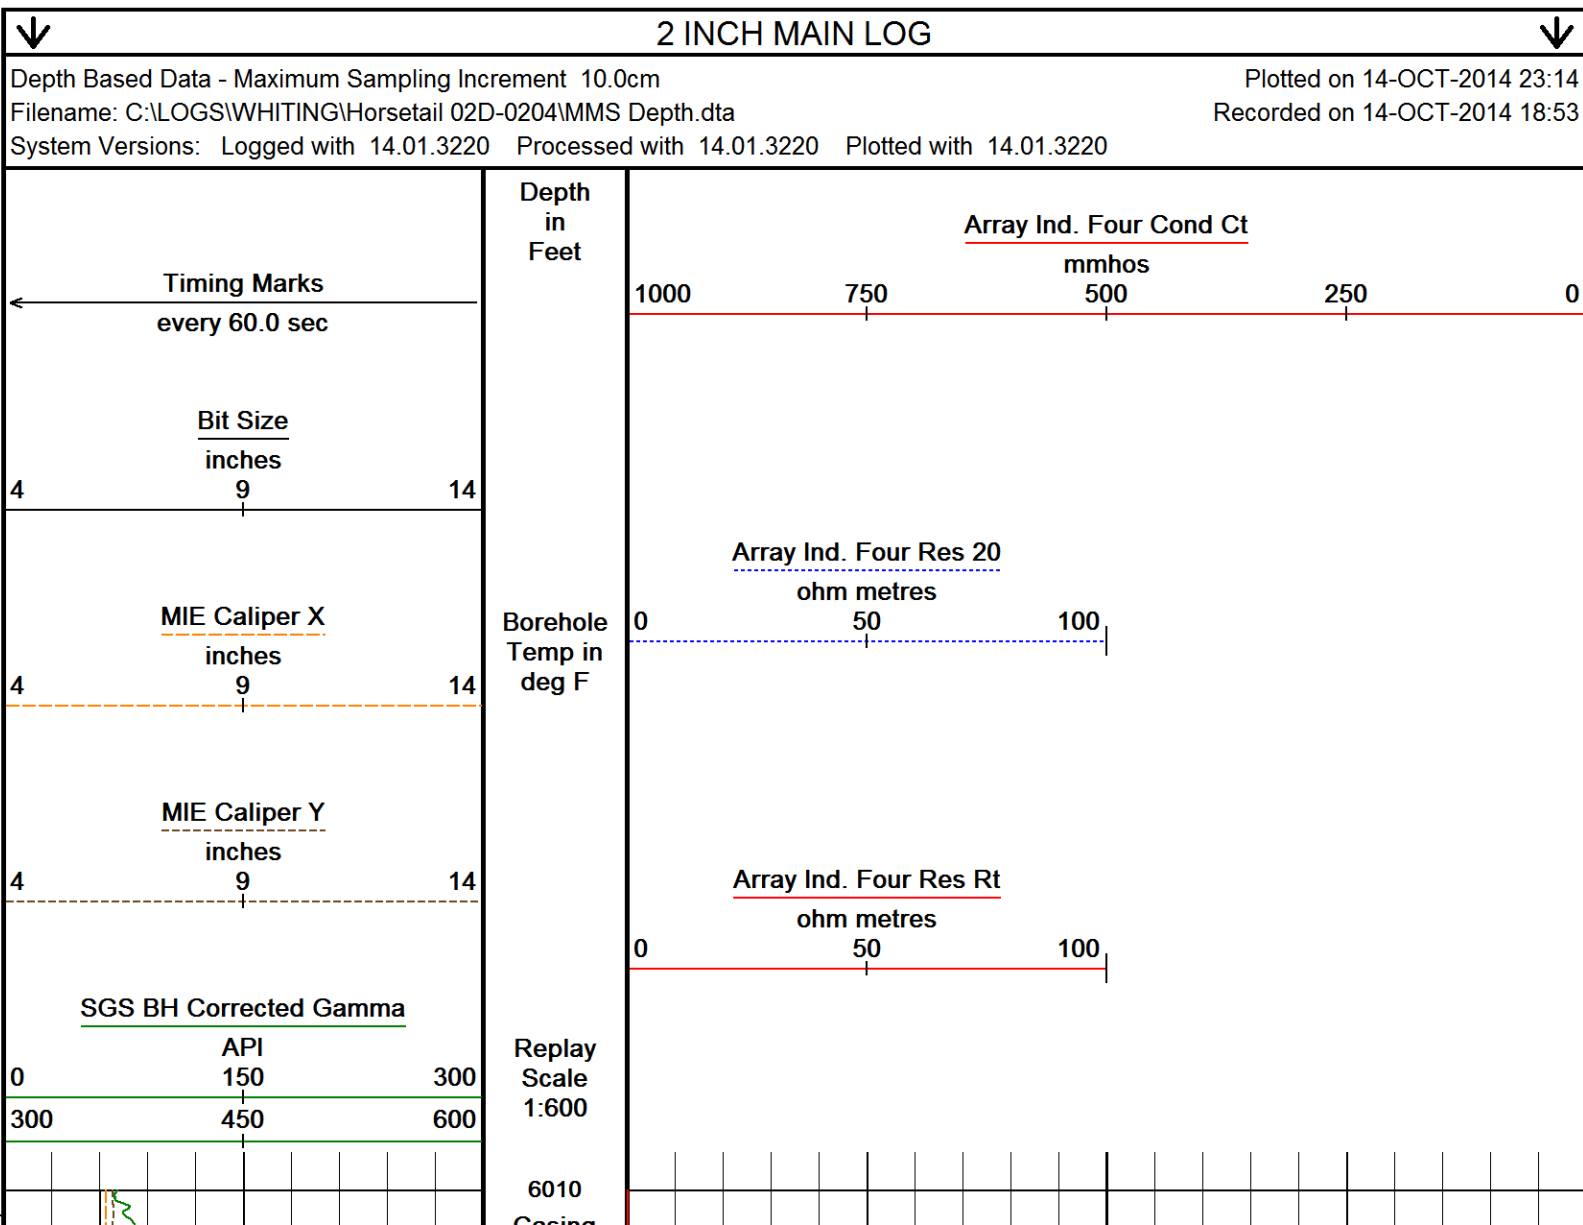 2 INCH MAIN LOG
Depth Based Data - Maximum Sampling Increment 10.0cm
Plotted on 14-OCT-2014 23:14
Filename: C:\LOGS\WHITING\Horsetail 02D-0204\MMS Depth.dta
Recorded on 14-OCT-2014 18:53
System Versions: Logged with 14.01.3220 Processed with 14.01.3220 Plotted with 14.01.3220
Timing Marks
every 60.0 sec
Bit Size
inches
4 9 14
MIE Caliper X
inches
4 9 14
MIE Caliper Y
inches
4 9 14
SGS BH Corrected Gamma
API
0 150 300
300 450 600
Depth
in
Feet
Borehole
Temp in
deg F
Replay
Scale
1:600
6010
Casing
Array Ind. Four Cond Ct
mmhos
1000 750 500 250 0
Array Ind. Four Res 20
ohm metres
0 50 100
Array Ind. Four Res Rt
ohm metres
0 50 100